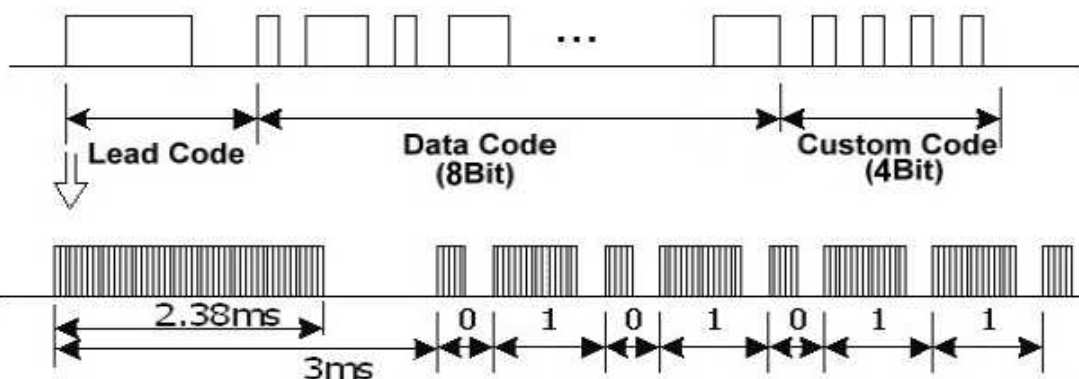 ...
Lead Code Data Code Custom Code
(8Bit) (4Bit)
2.38ms 0 1 0 1 0 1 1
3ms